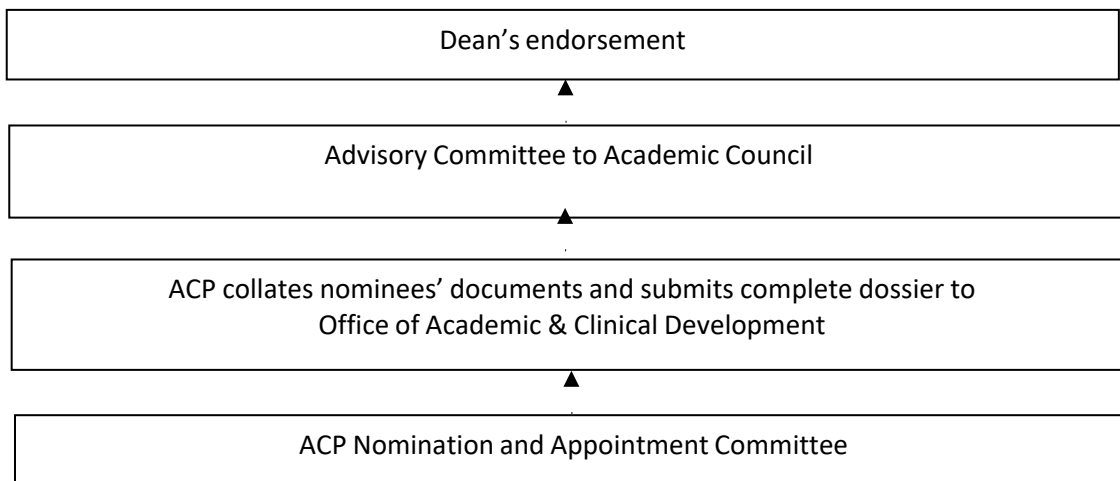 Dean’s endorsement
Advisory Committee to Academic Council
ACP collates nominees’ documents and submits complete dossier to
Office of Academic & Clinical Development
ACP Nomination and Appointment Committee